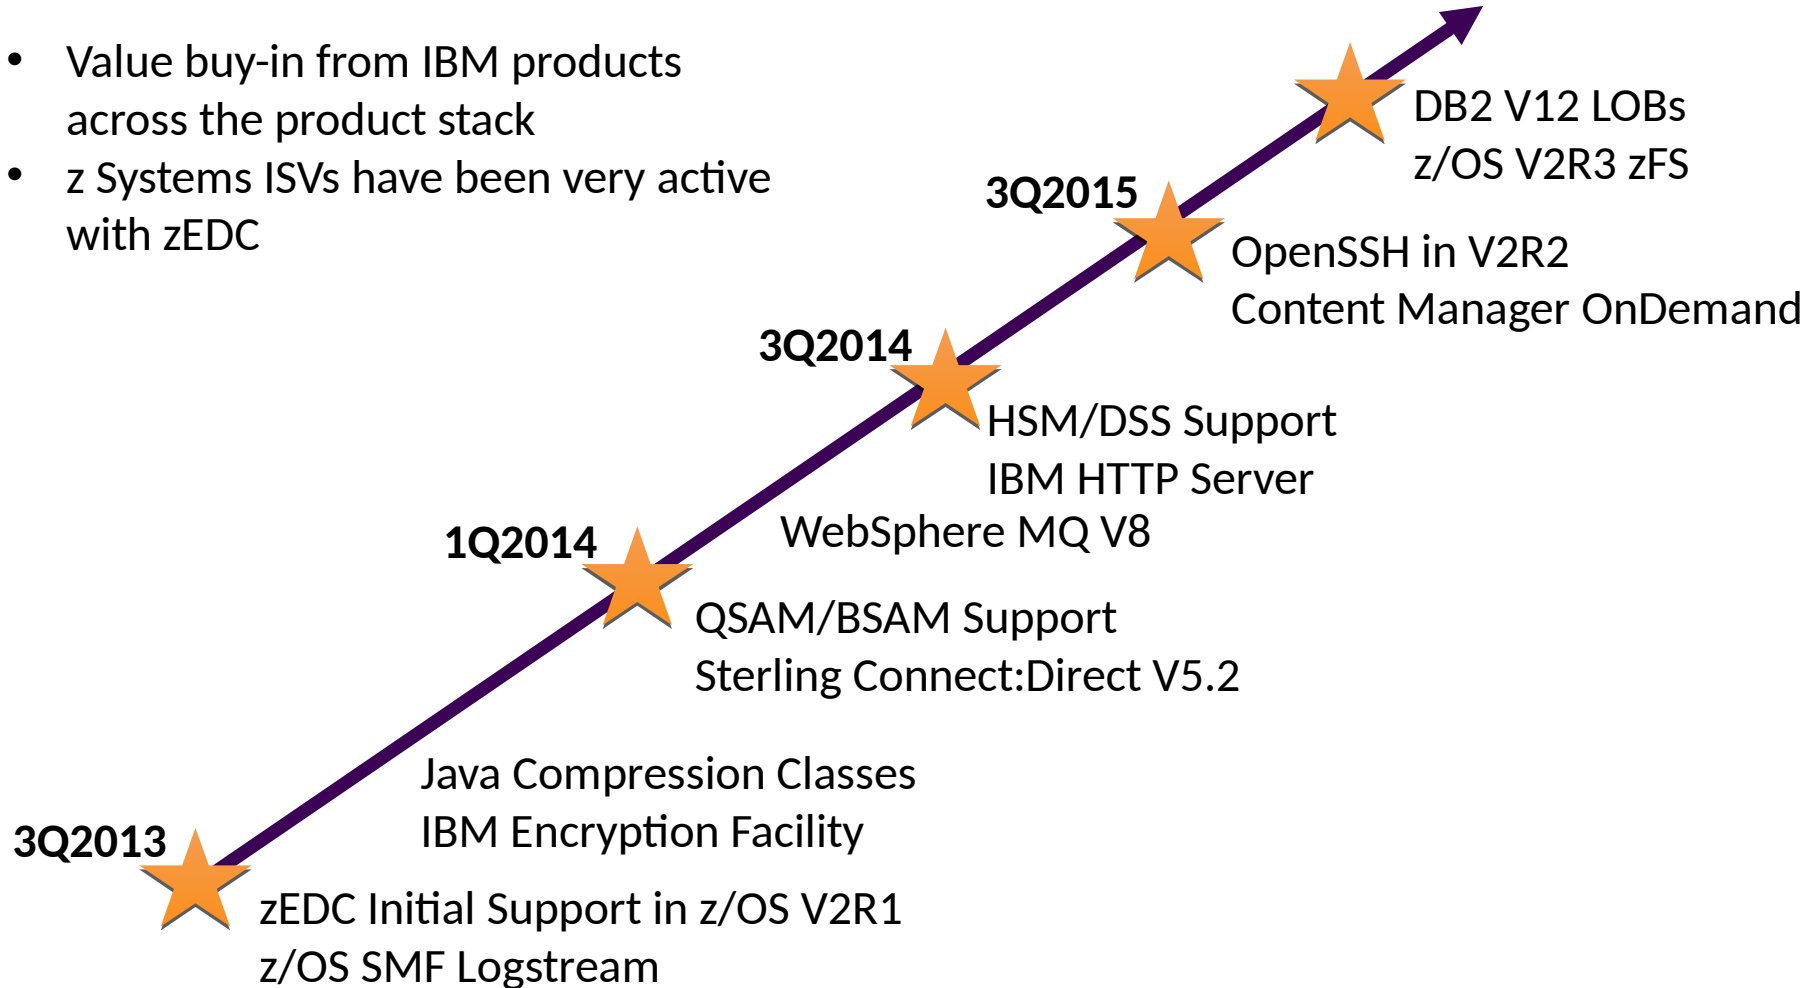 • Value buy-in from IBM products
across the product stack
• z Systems ISVs have been very active
with zEDC
DB2 V12 LOBs
z/OS V2R3 zFS
3Q2015
OpenSSH in V2R2
Content Manager OnDemand
3Q2014
HSM/DSS Support
IBM HTTP Server
WebSphere MQ V8
1Q2014
QSAM/BSAM Support
Sterling Connect:Direct V5.2
Java Compression Classes
IBM Encryption Facility
3Q2013
zEDC Initial Support in z/OS V2R1
z/OS SMF Logstream